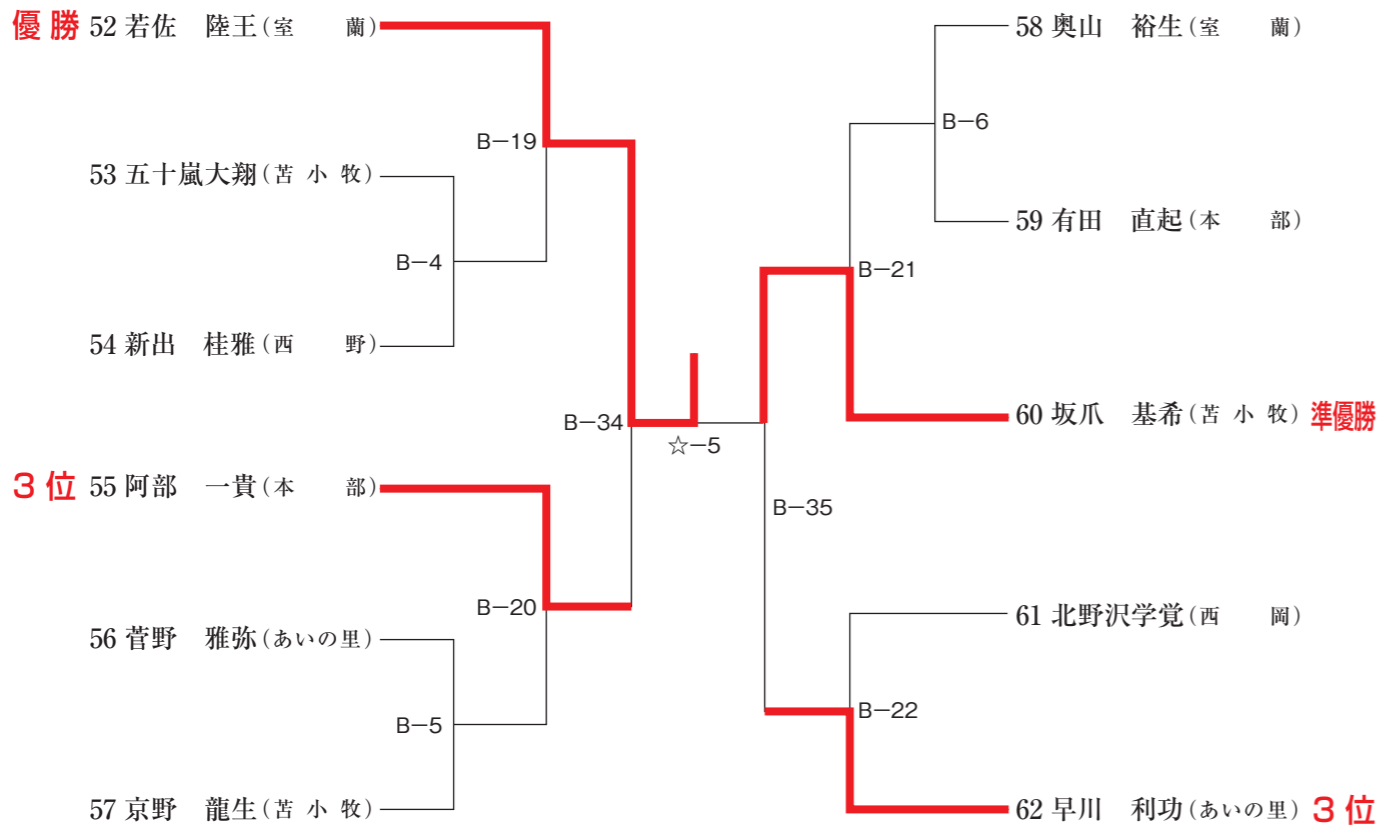 優勝 52 若佐 陸王(室 蘭)
B-19
53 五十嵐大翔(苫小牧)
B-4
54 新出 桂雅(西 野)
B-34
3位 55 阿部 一貴(本 部)
B-20
56 菅野 雅弥(あいの里)
B-5
57 京野 龍生(苫小牧)
☆-5
58 奥山 裕生(室 蘭)
B-6
59 有田 直起(本 部)
B-21
60 坂爪 基希(苫小牧) 準優勝
B-35
61 北野沢学覚(西 岡)
B-22
62 早川 利功(あいの里) 3位